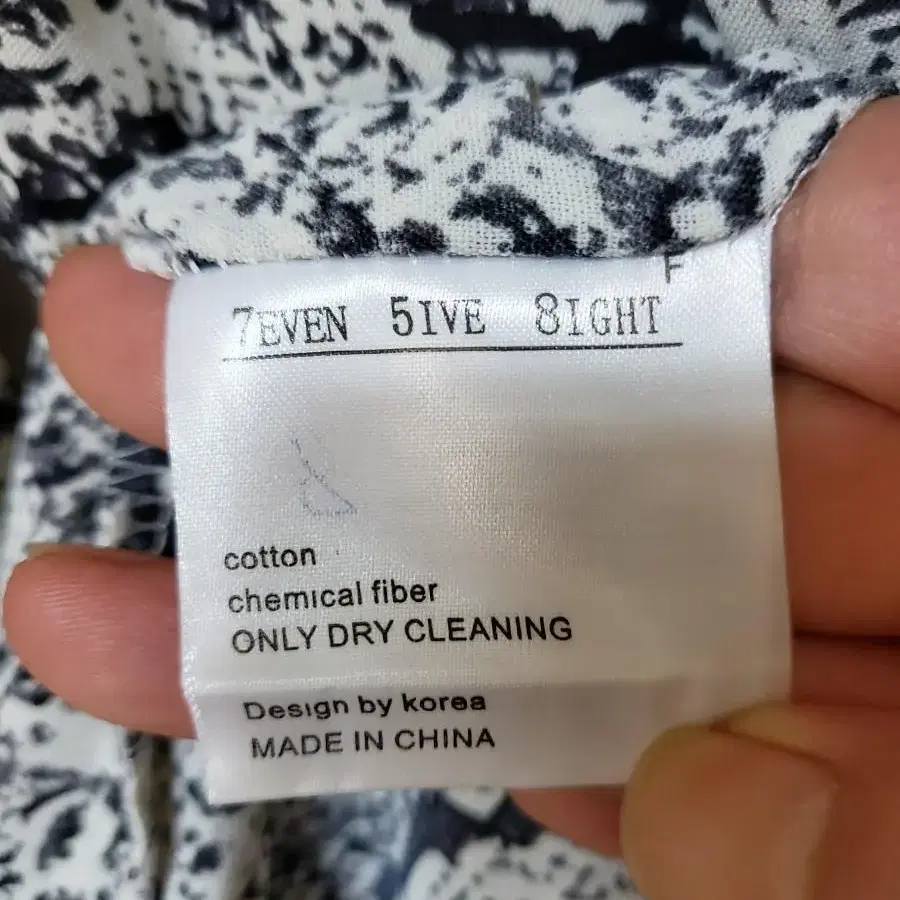 F
7EVEN 5IVE 8IGHT
cotton
chemical fiber
ONLY DRY CLEANING
Design by korea
MADE IN CHINA